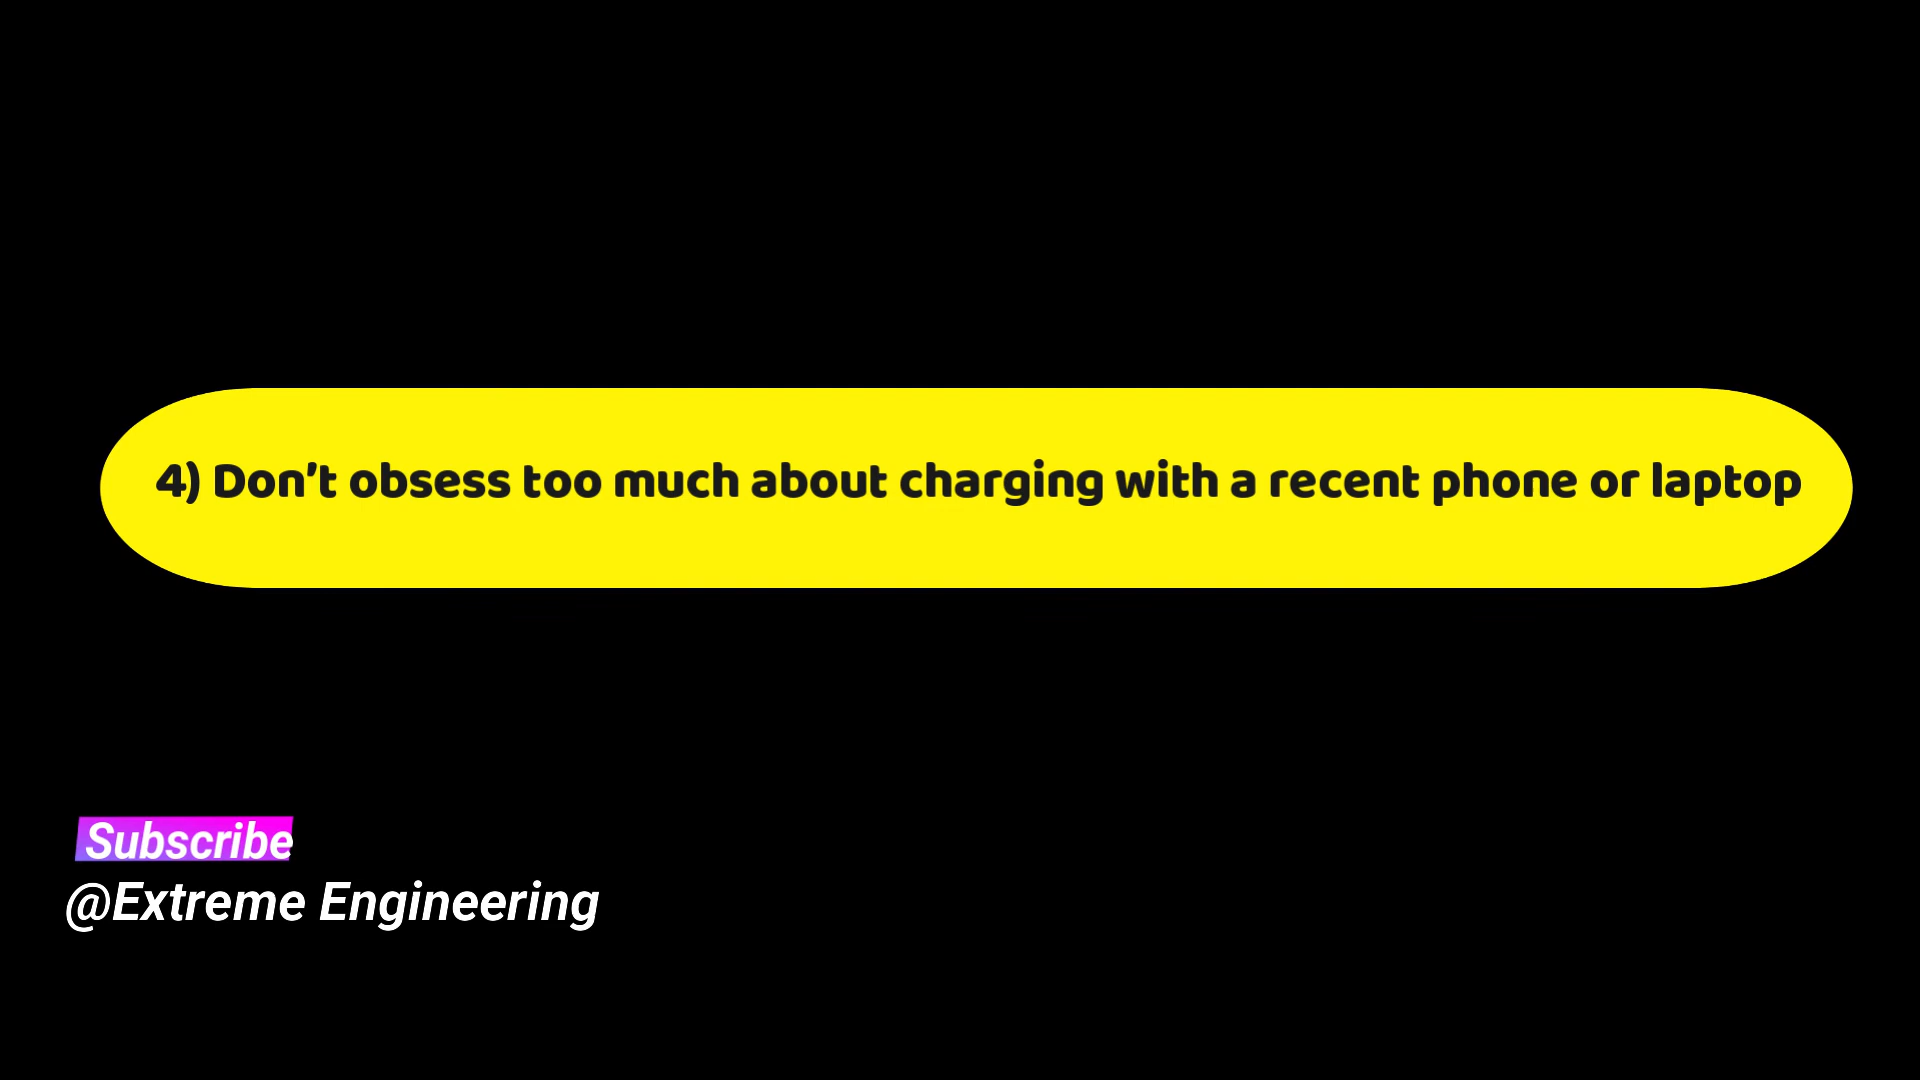 4) Don't obsess too much about charging with a recent phone or laptop
Subscribe
@Extreme Engineering